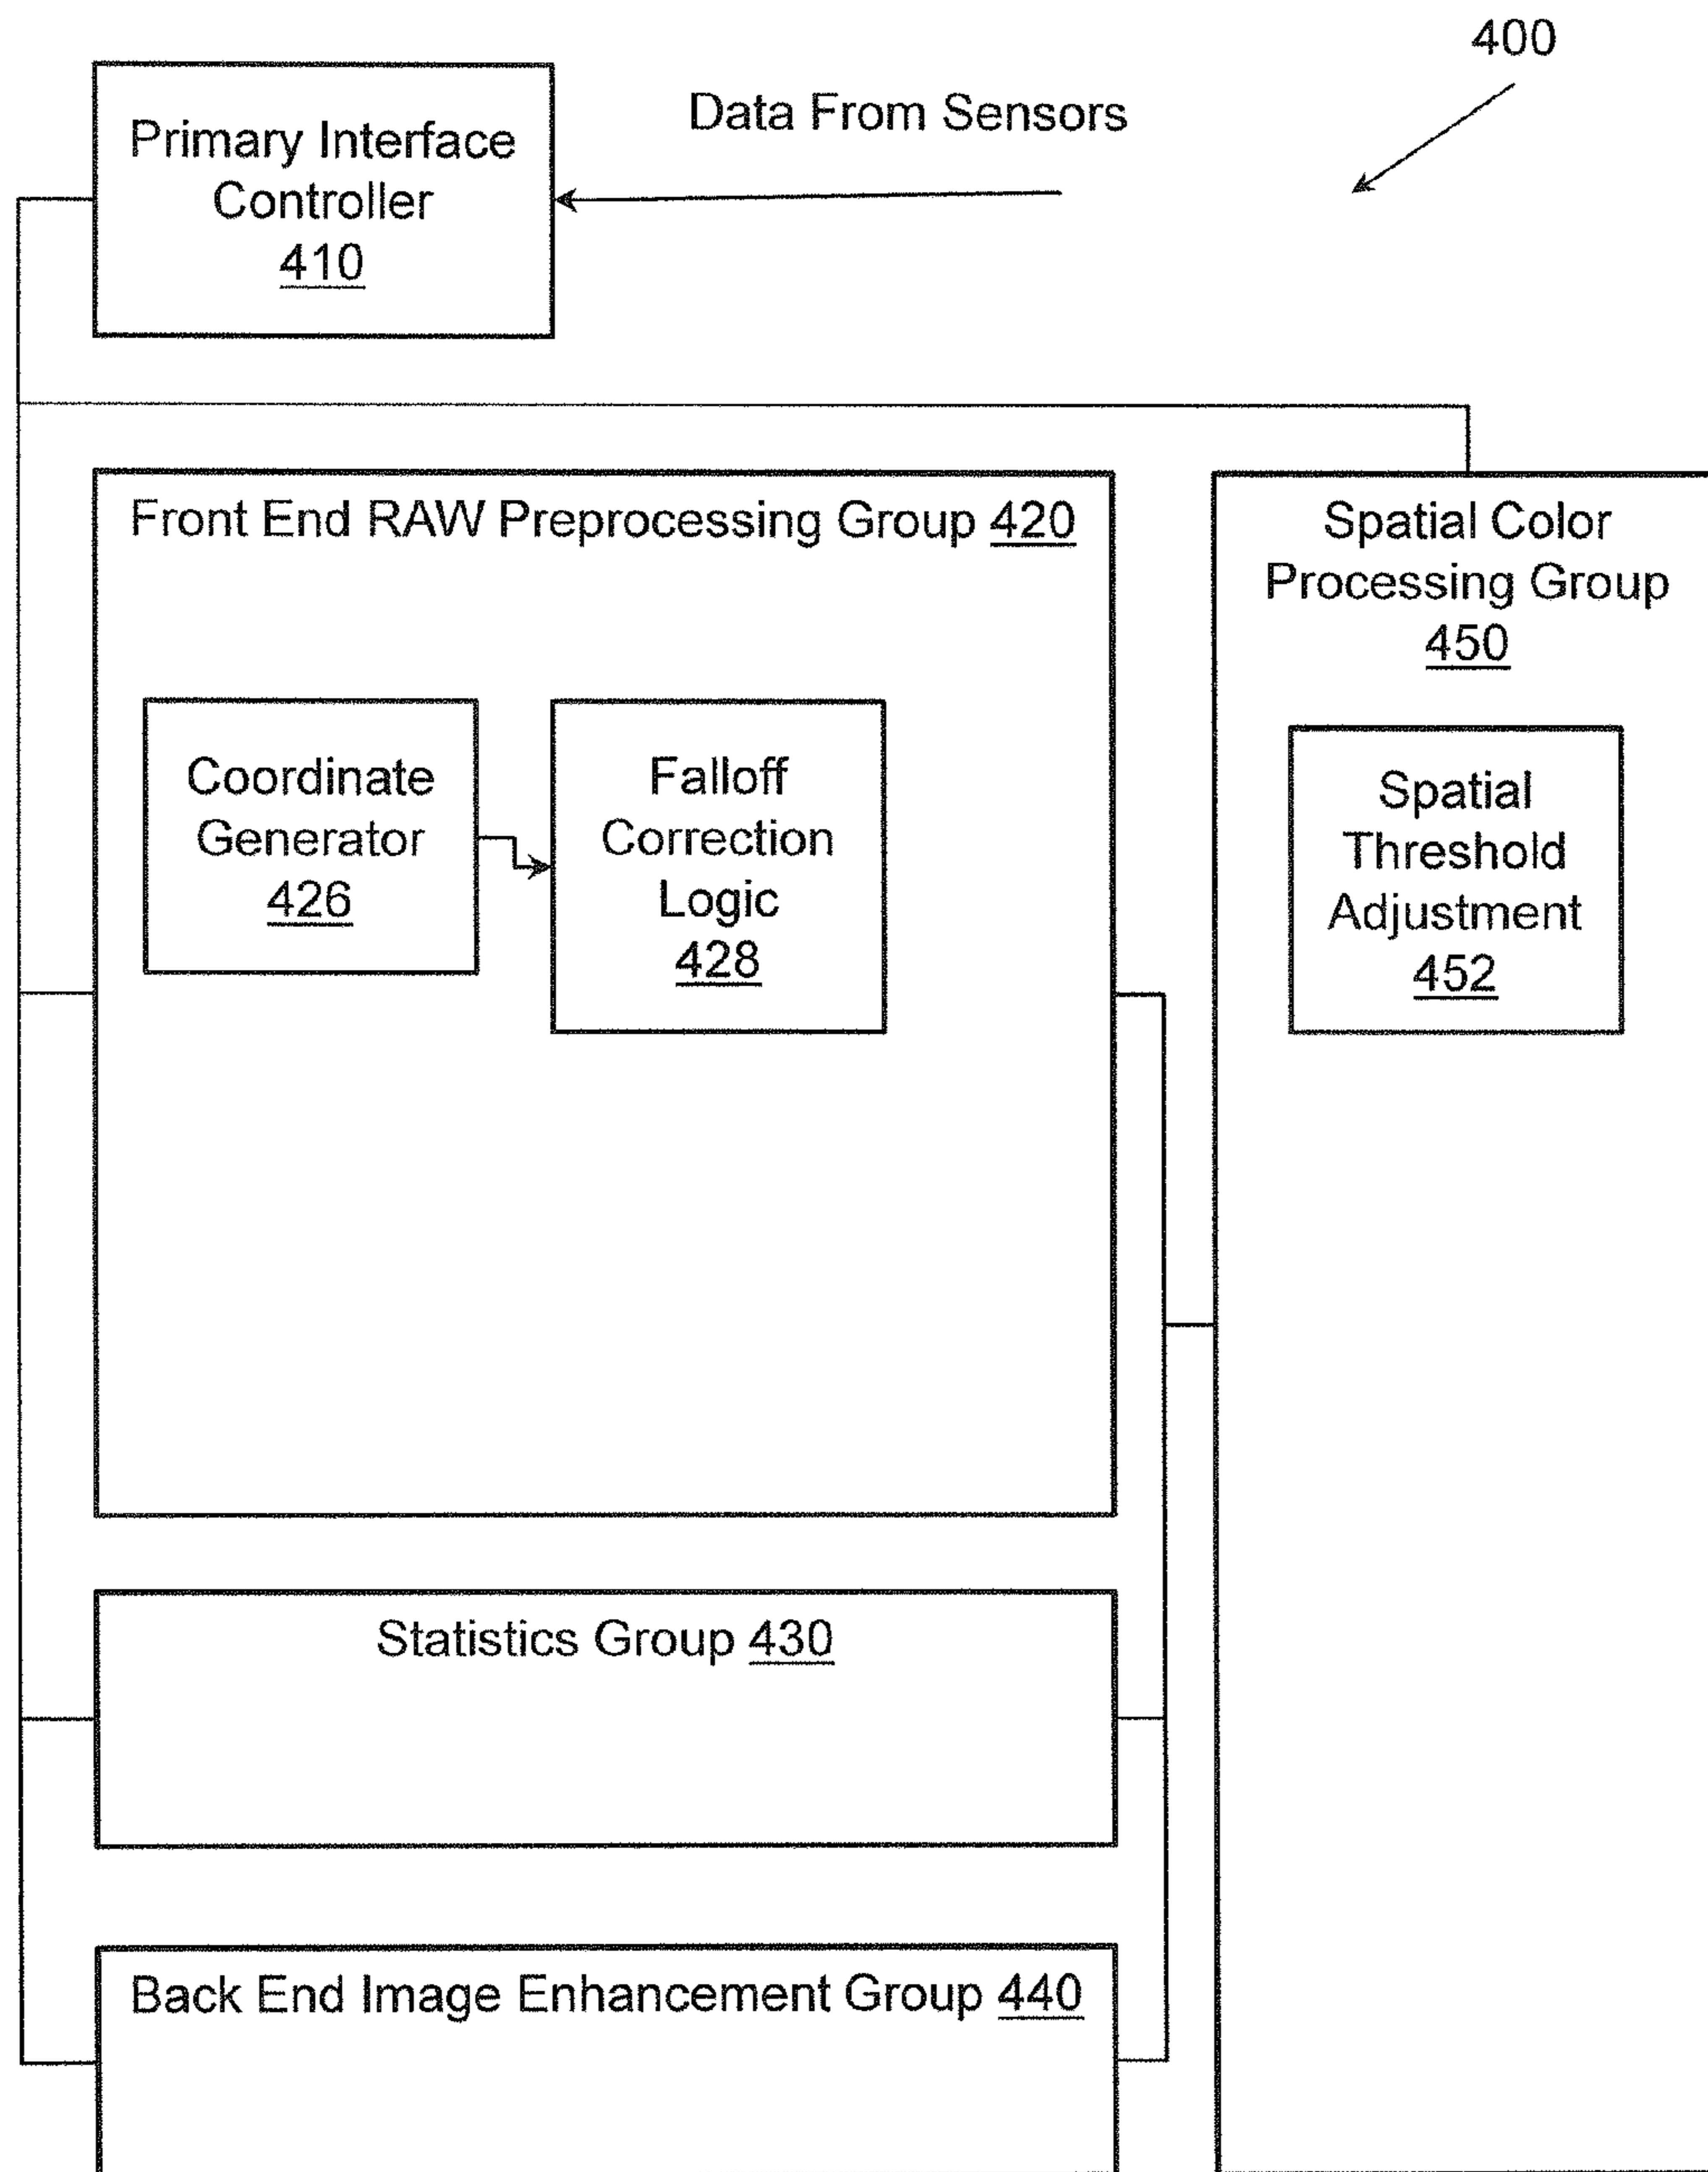 400
Data From Sensors
Primary Interface
Controller
410
Front End RAW Preprocessing Group 420
Coordinate
Generator
426
Falloff
Correction
Logic
428
Spatial Color
Processing Group
450
Spatial
Threshold
Adjustment
452
Statistics Group 430
Back End Image Enhancement Group 440